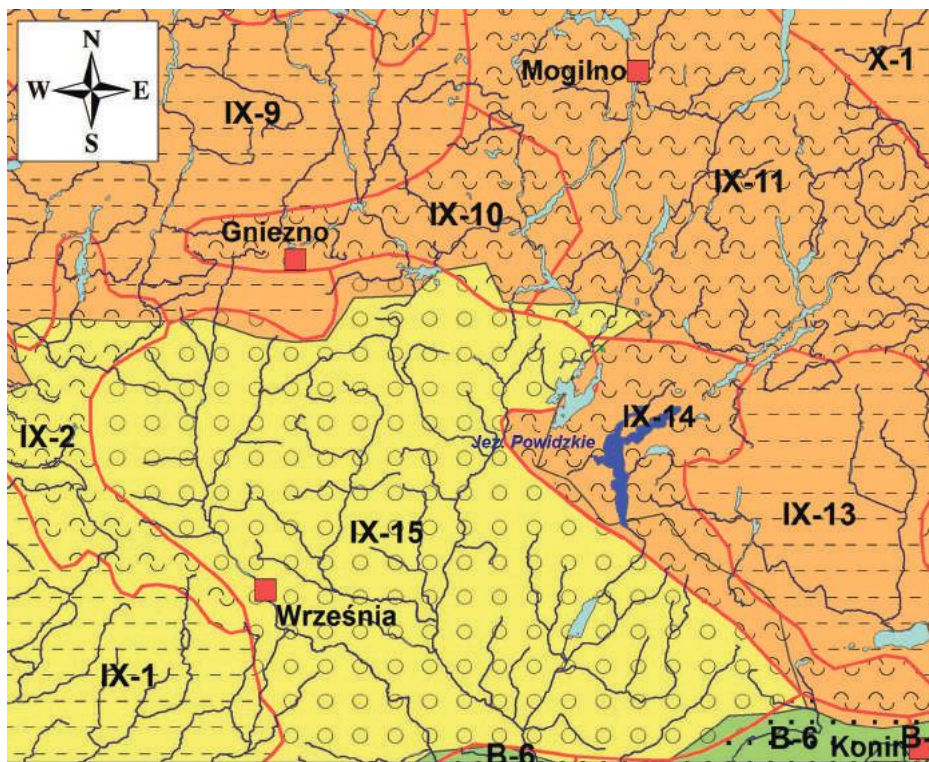 N
W E
S
Mogilno
X-1
IX-9
IX-11
IX-10
Gniezno
IX-14
IX-2
Jez. Powidzkie
IX-13
IX-15
Września
IX-1
B-6
B-6
Konin
B-